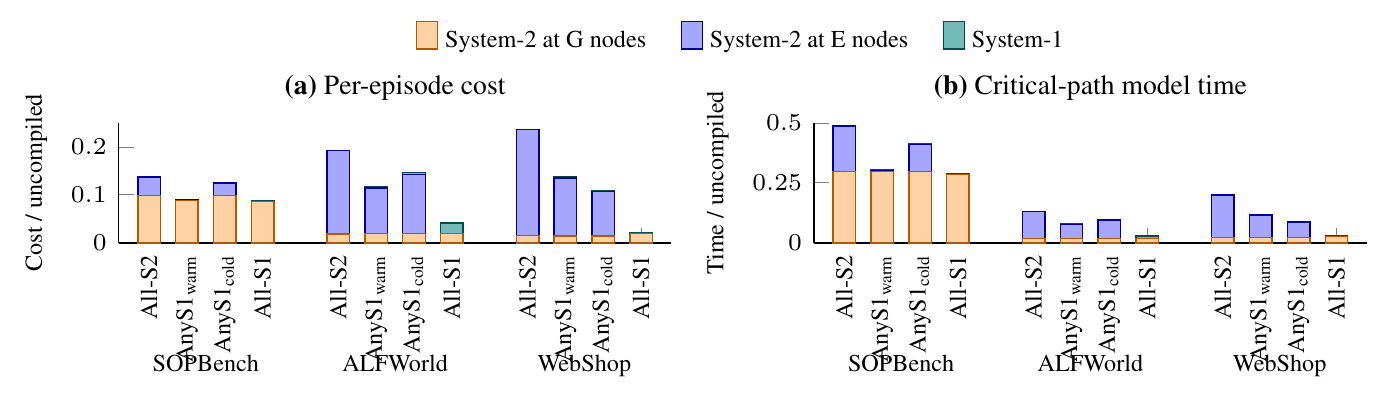 System-2 at G nodes System-2 at E nodes System-1
(a) Per-episode cost
Cost / uncompiled
0.2
0.1
0
All-S2 AnyS1warm AnyS1cold All-S1 All-S2 AnyS1warm AnyS1cold All-S1 All-S2 AnyS1warm AnyS1cold All-S1
SOPBench ALFWorld WebShop
(b) Critical-path model time
Time / uncompiled
0.5
0.25
0
All-S2 AnyS1warm AnyS1cold All-S1 All-S2 AnyS1warm AnyS1cold All-S1 All-S2 AnyS1warm AnyS1cold All-S1
SOPBench ALFWorld WebShop